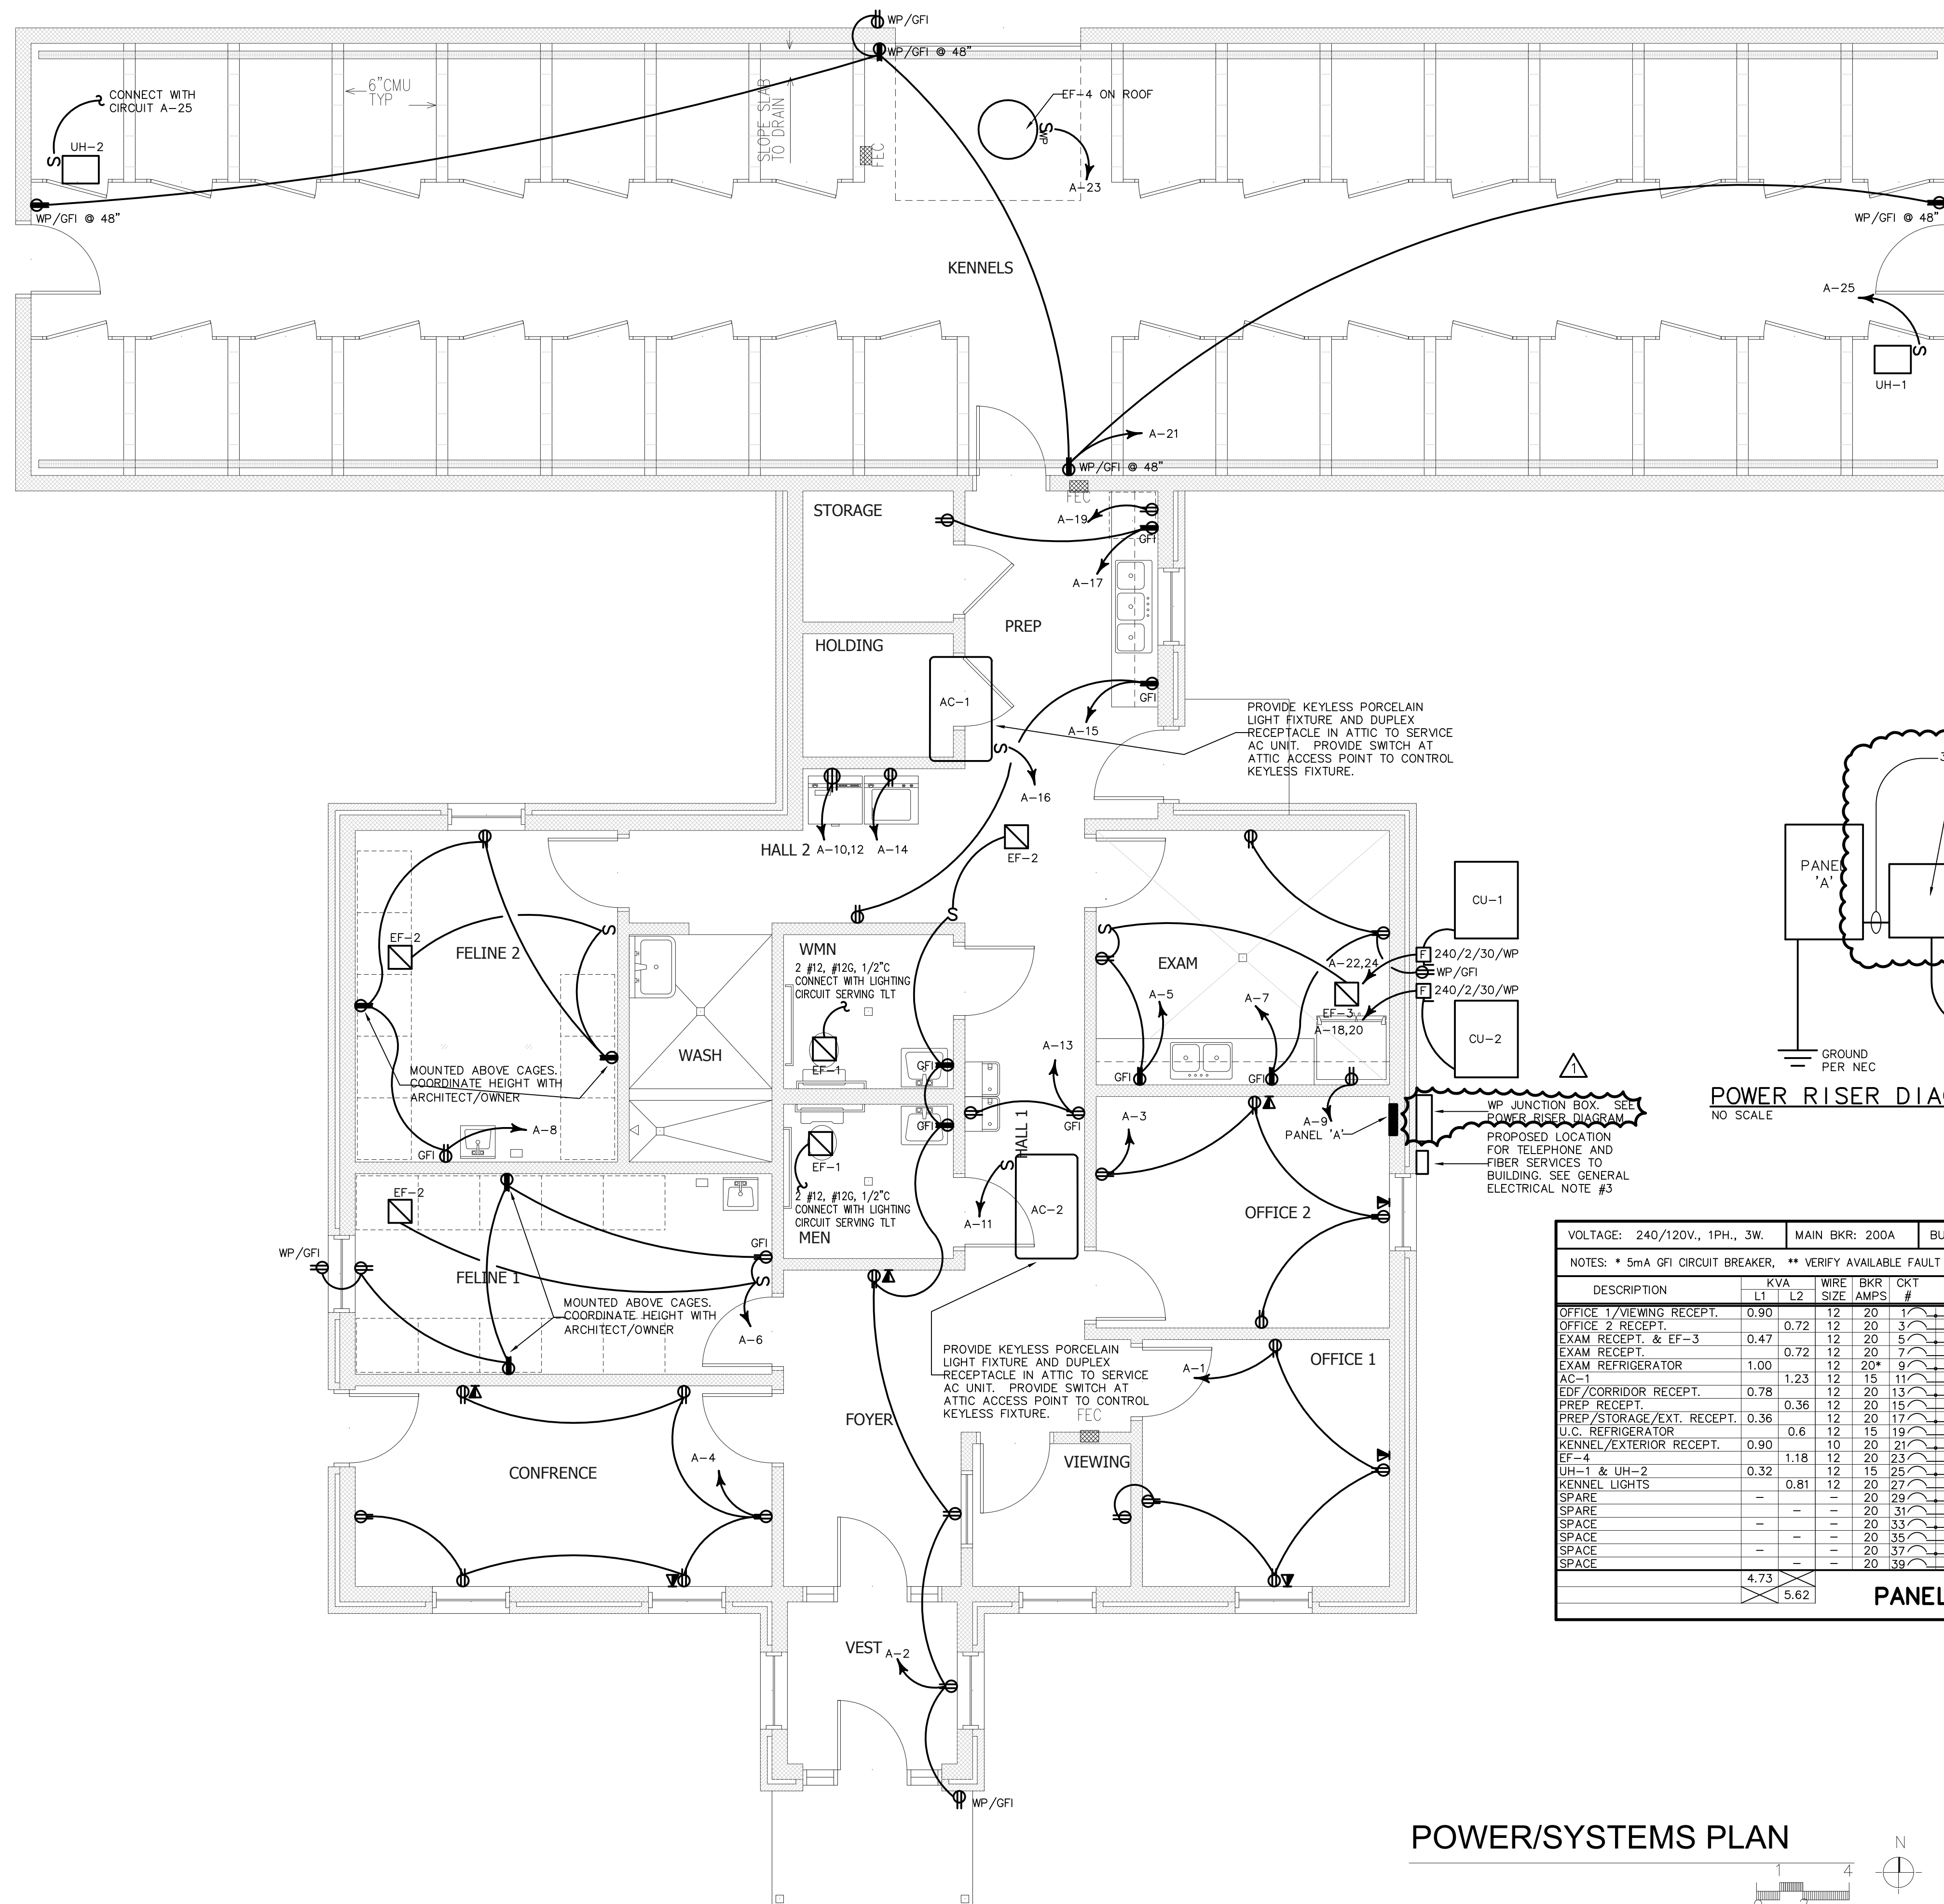 WP/GFI
WP/GFI @ 48"
CONNECT WITH
CIRCUIT A-25
6"CMU
TYP
SLOPE SLAB
TO DRAIN
EF-4 ON ROOF
S
WP
A-23
FEC
UH-2
S
WP/GFI @ 48"
WP/GFI @ 48"
KENNELS
A-25
S
UH-1
A-21
WP/GFI @ 48"
FEC
STORAGE
A-19
GFI
A-17
PREP
HOLDING
AC-1
GFI
A-15
S
A-16
PROVIDE KEYLESS PORCELAIN
LIGHT FIXTURE AND DUPLEX
RECEPTACLE IN ATTIC TO SERVICE
AC UNIT. PROVIDE SWITCH AT
ATTIC ACCESS POINT TO CONTROL
KEYLESS FIXTURE.
HALL 2
A-10,12
A-14
EF-2
S
EF-2
FELINE 2
S
WMN
2 #12, #12G, 1/2"C
CONNECT WITH LIGHTING
CIRCUIT SERVING TLT
EF-1
GFI
WASH
S
EXAM
A-22,24
A-5
A-7
EF-3
A-18,20
GFI
GFI
CU-1
F
240/2/30/WP
WP/GFI
F
240/2/30/WP
CU-2
A-13
MOUNTED ABOVE CAGES.
COORDINATE HEIGHT WITH
ARCHITECT/OWNER
GFI
A-8
GFI
EF-1
2 #12, #12G, 1/2"C
CONNECT WITH LIGHTING
CIRCUIT SERVING TLT
MEN
HALL 1
GFI
S
A-11
AC-2
A-3
A-9
PANEL 'A'
1
WP JUNCTION BOX. SEE
POWER RISER DIAGRAM
PROPOSED LOCATION
FOR TELEPHONE AND
FIBER SERVICES TO
BUILDING. SEE GENERAL
ELECTRICAL NOTE #3
OFFICE 2
EF-2
GFI
WP/GFI
FELINE 1
S
A-6
MOUNTED ABOVE CAGES.
COORDINATE HEIGHT WITH
ARCHITECT/OWNER
PROVIDE KEYLESS PORCELAIN
LIGHT FIXTURE AND DUPLEX
RECEPTACLE IN ATTIC TO SERVICE
AC UNIT. PROVIDE SWITCH AT
ATTIC ACCESS POINT TO CONTROL
KEYLESS FIXTURE.
FEC
A-1
OFFICE 1
FOYER
VIEWING
CONFRENCE
A-4
VEST
A-2
WP/GFI
PANEL
'A'
GROUND
PER NEC
POWER RISER DIA
NO SCALE
VOLTAGE: 240/120V., 1PH., 3W. MAIN BKR: 200A BU
NOTES: * 5mA GFI CIRCUIT BREAKER, ** VERIFY AVAILABLE FAULT
DESCRIPTION KVA WIRE BKR CKT
L1 L2 SIZE AMPS #
OFFICE 1/VIEWING RECEPT. 0.90 12 20 1
OFFICE 2 RECEPT. 0.72 12 20 3
EXAM RECEPT. & EF-3 0.47 12 20 5
EXAM RECEPT. 0.72 12 20 7
EXAM REFRIGERATOR 1.00 12 20* 9
AC-1 1.23 12 15 11
EDF/CORRIDOR RECEPT. 0.78 12 20 13
PREP RECEPT. 0.36 12 20 15
PREP/STORAGE/EXT. RECEPT. 0.36 12 20 17
U.C. REFRIGERATOR 0.6 12 15 19
KENNEL/EXTERIOR RECEPT. 0.90 10 20 21
EF-4 1.18 12 20 23
UH-1 & UH-2 0.32 12 15 25
KENNEL LIGHTS 0.81 12 20 27
SPARE - - 20 29
SPARE - - 20 31
SPACE - - 20 33
SPACE - - 20 35
SPACE - - 20 37
SPACE - - 20 39
4.73
5.62
PANEL
POWER/SYSTEMS PLAN
1 4
N